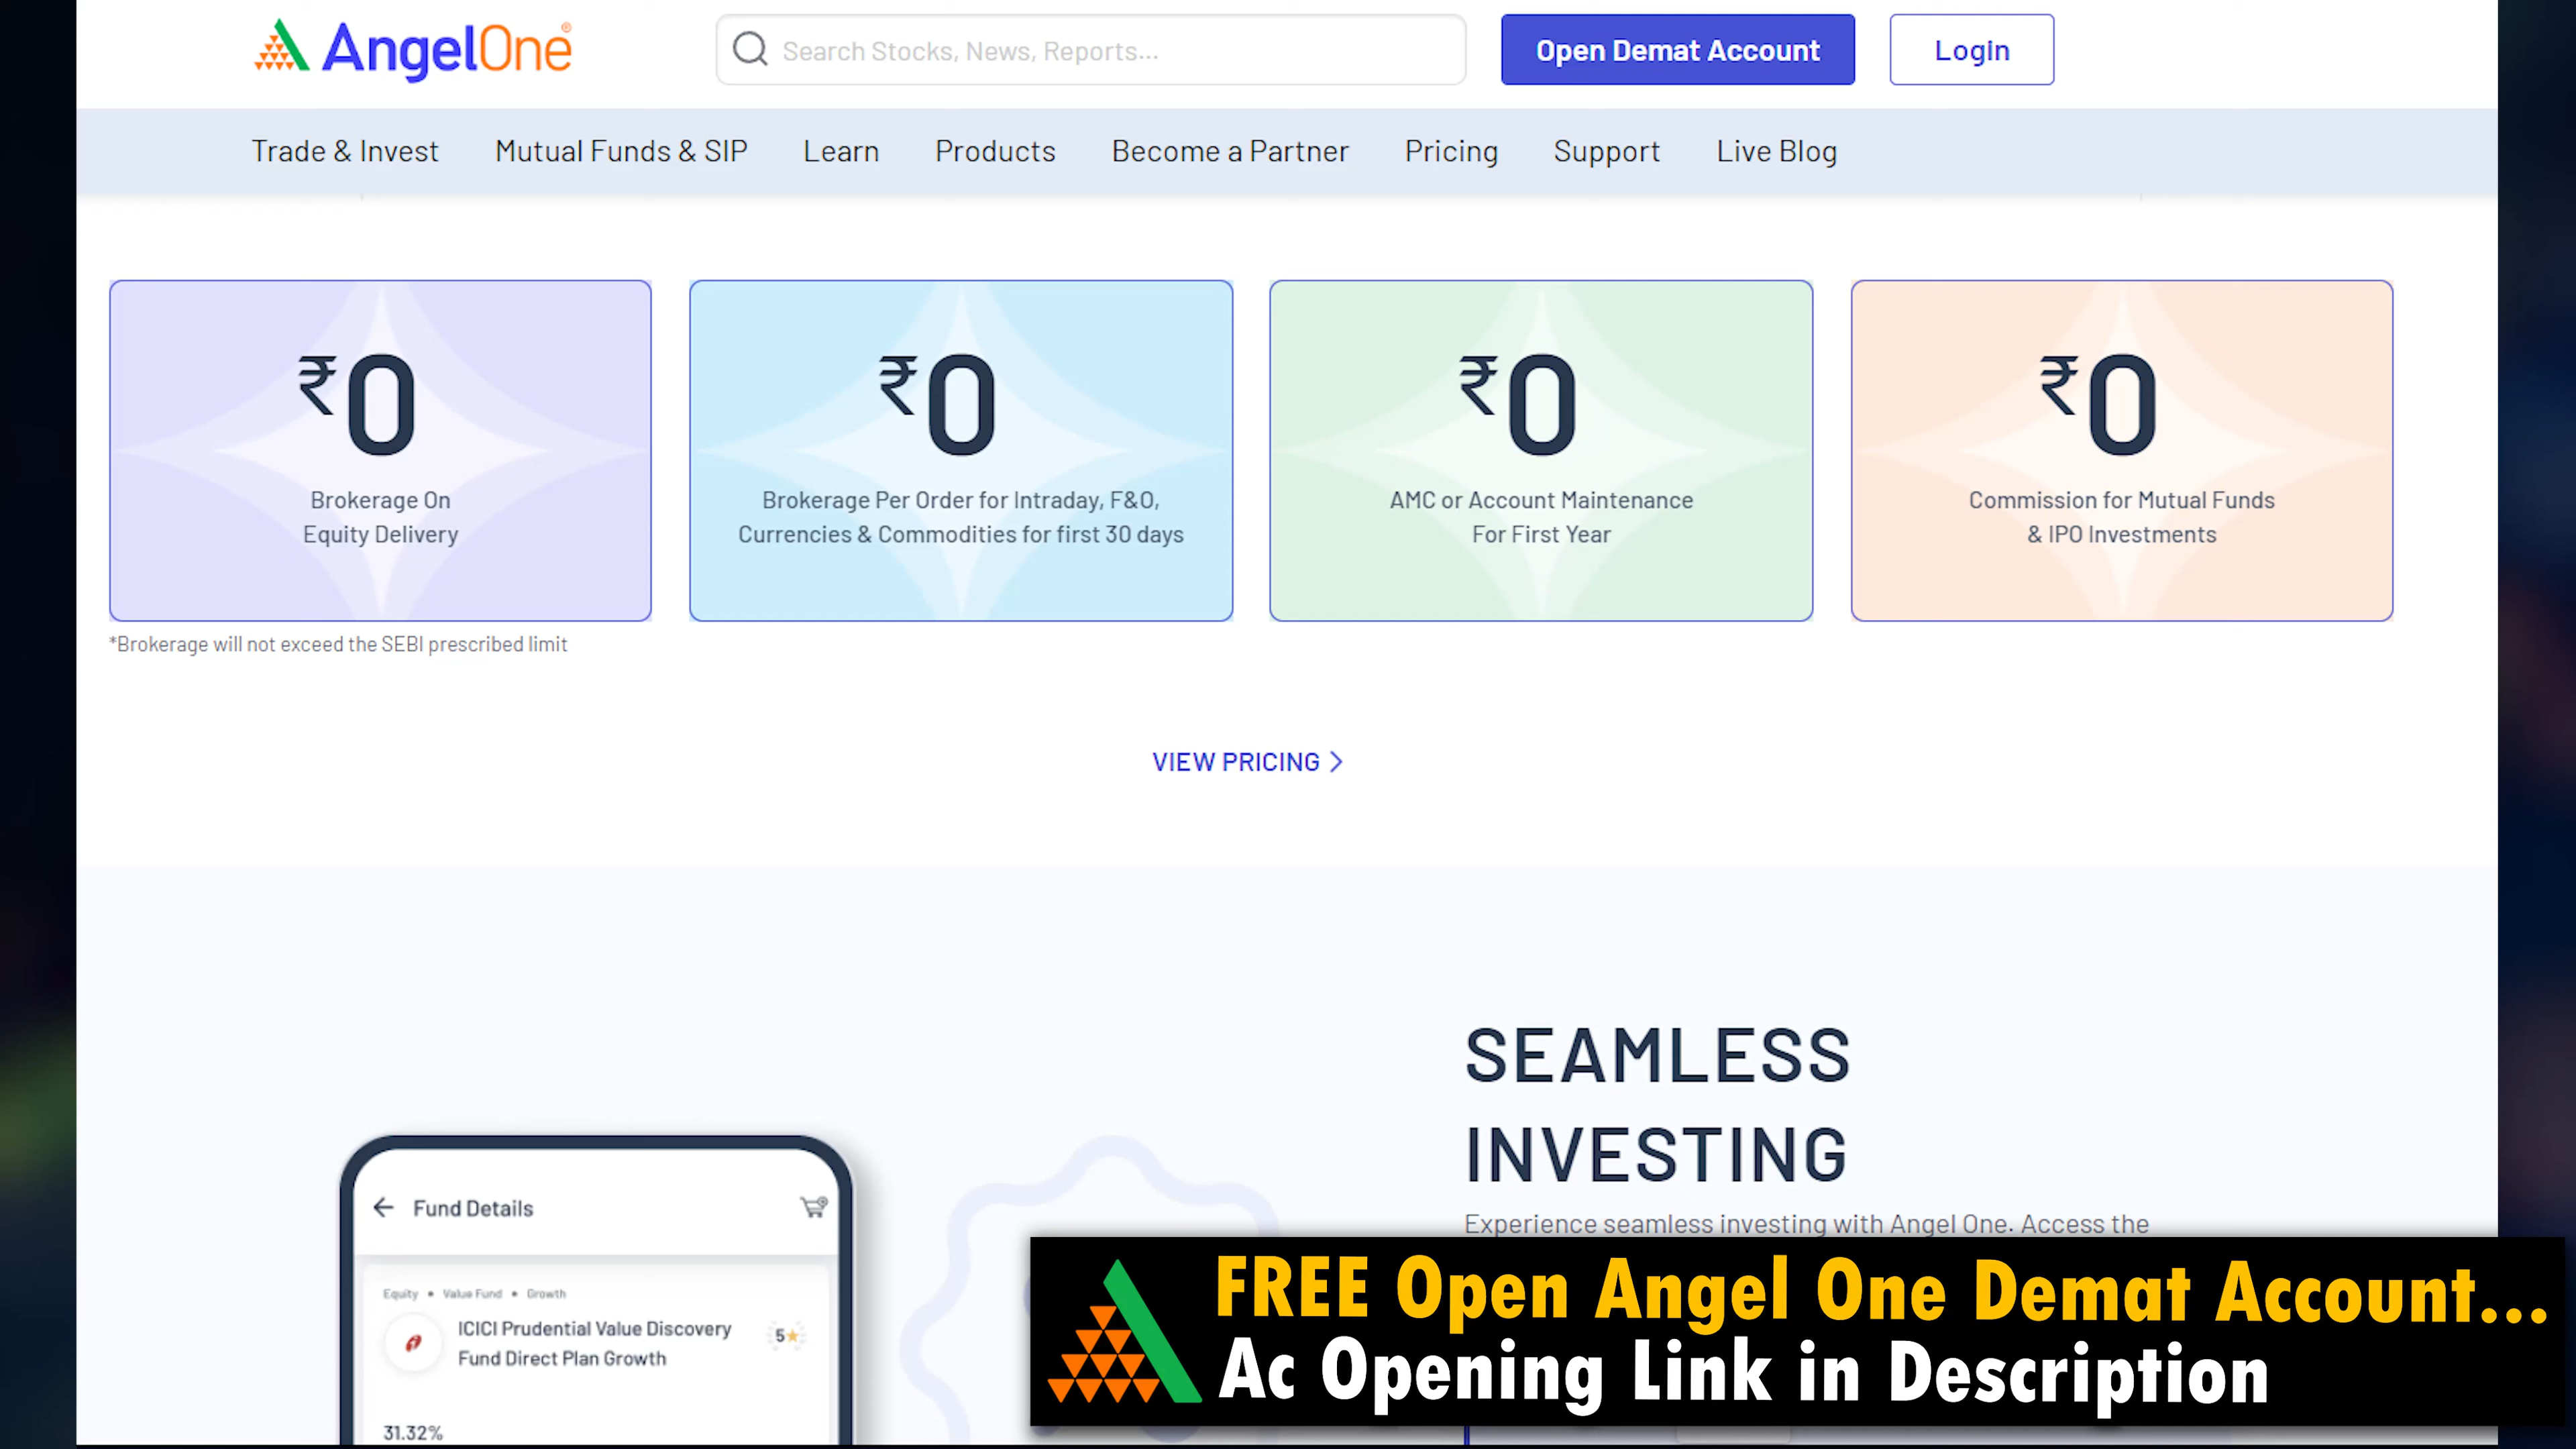 AngelOne
Search Stocks, News, Reports...
Open Demat Account
Login
Trade & Invest
Mutual Funds & SIP
Learn
Products
Become a Partner
Pricing
Support
Live Blog
₹0
Brokerage On
Equity Delivery
₹0
Brokerage Per Order for Intraday, F&O,
Currencies & Commodities for first 30 days
₹0
AMC or Account Maintenance
For First Year
₹0
Commission for Mutual Funds
& IPO Investments
*Brokerage will not exceed the SEBI prescribed limit
VIEW PRICING >
SEAMLESS
INVESTING
Experience seamless investing with Angel One. Access the
Fund Details
Equity • Value Fund • Growth
ICICI Prudential Value Discovery
Fund Direct Plan Growth
5★
31.32%
FREE Open Angel One Demat Account...
Ac Opening Link in Description